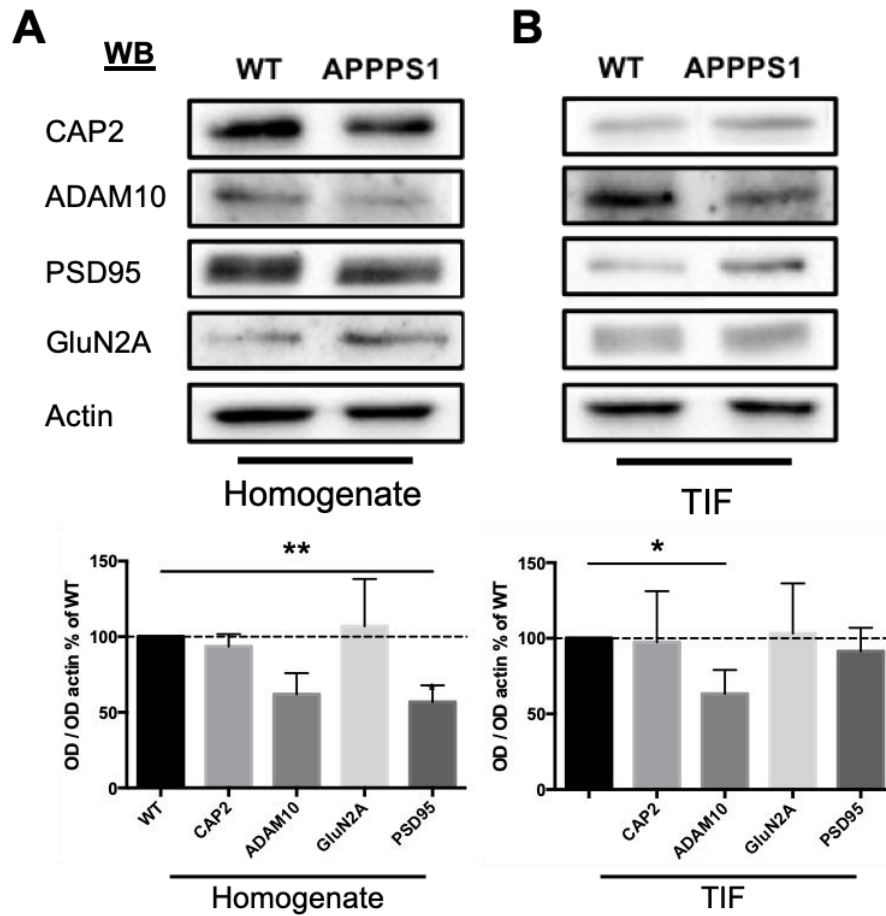 A
WB
WT APPPS1
CAP2
ADAM10
PSD95
GluN2A
Actin
Homogenate
B
WT APPPS1
TIF
OD / OD actin % of WT
150
100
50
0
**
*
WT
CAP2
ADAM10
GluN2A
PSD95
Homogenate
OD / OD actin % of WT
150
100
50
0
*
CAP2
ADAM10
GluN2A
PSD95
TIF